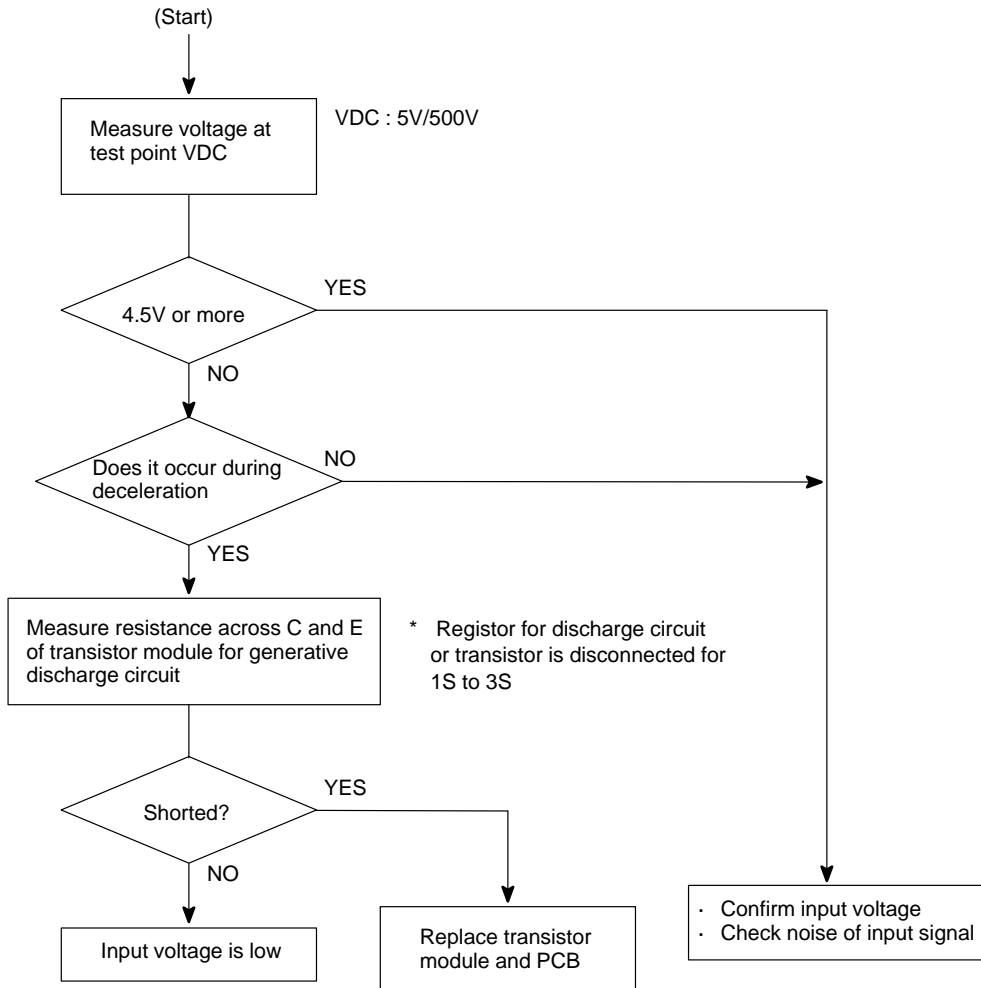 (Start)
Measure voltage at
test point VDC
VDC : 5V/500V
4.5V or more
YES
NO
Does it occur during
deceleration
NO
YES
Measure resistance across C and E
of transistor module for generative
discharge circuit
* Registor for discharge circuit
or transistor is disconnected for
1S to 3S
Shorted?
YES
NO
Input voltage is low
Replace transistor
module and PCB
· Confirm input voltage
· Check noise of input signal